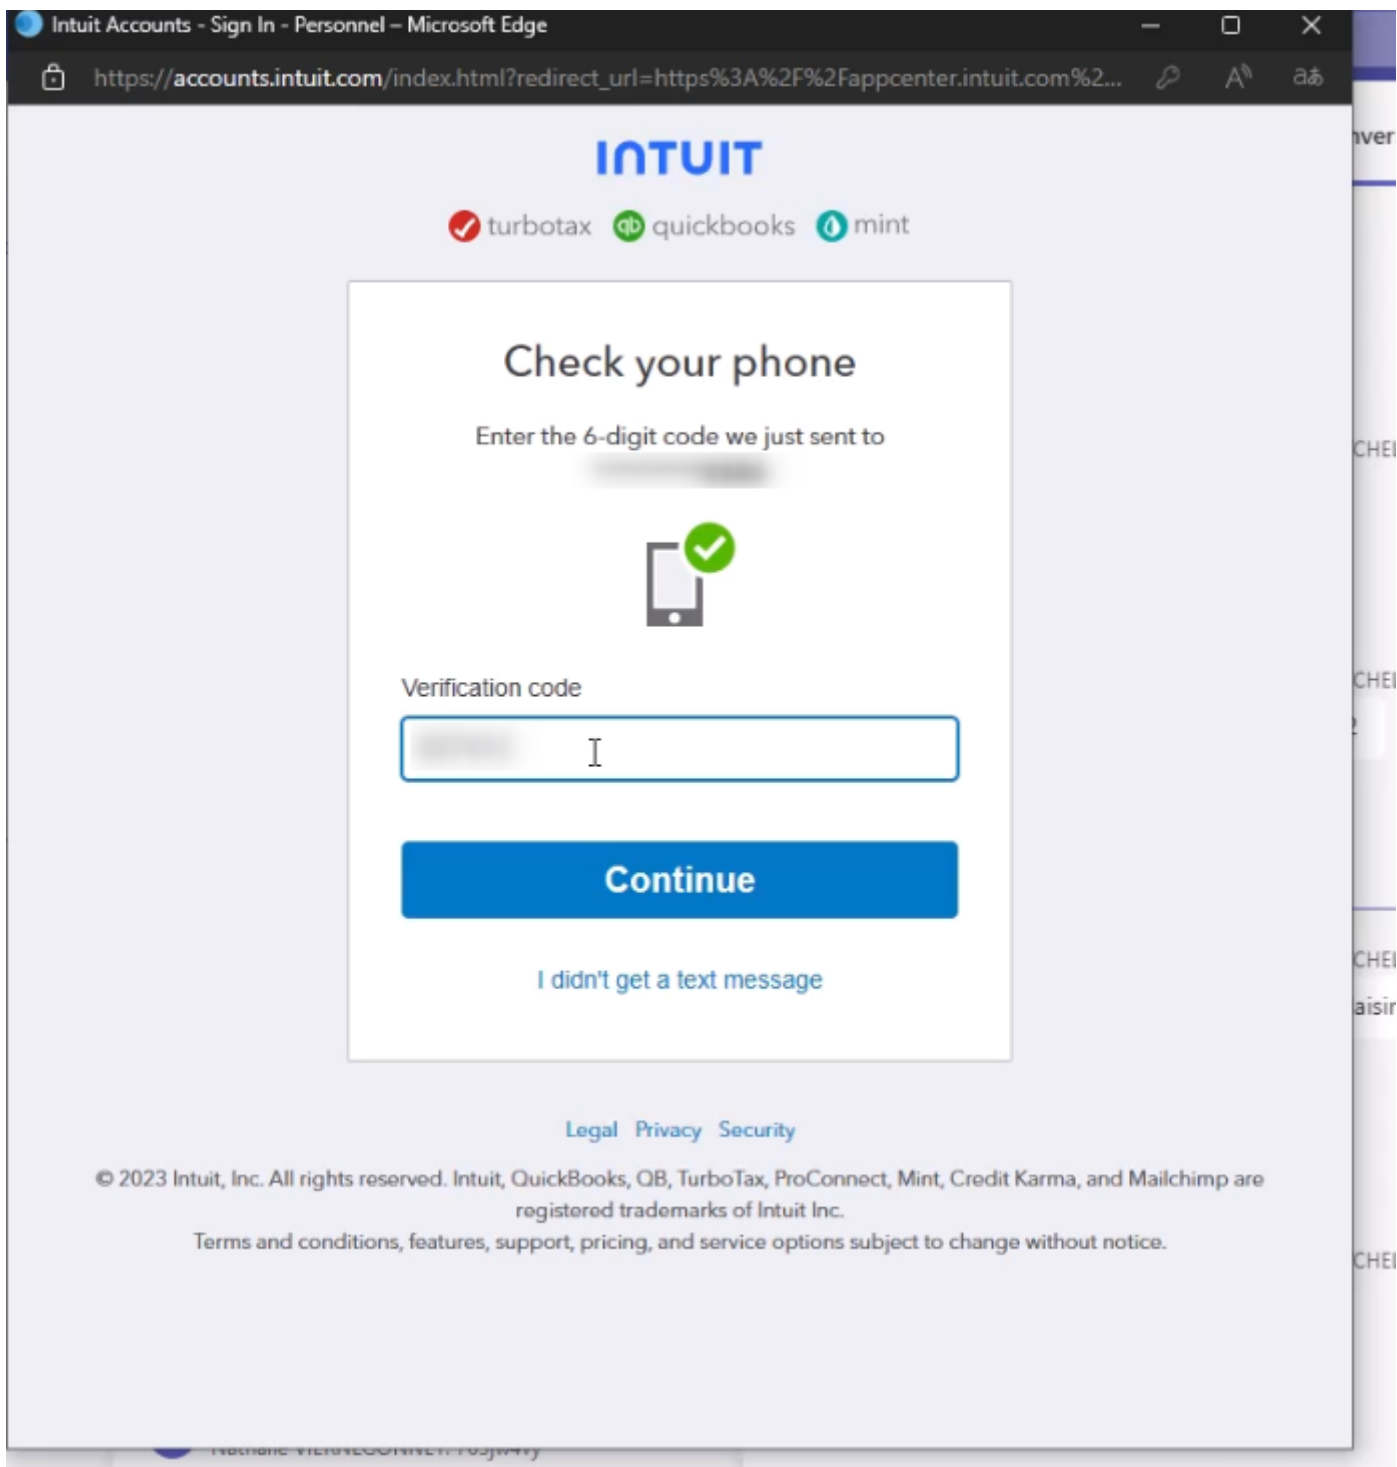 Intuit Accounts - Sign In - Personnel – Microsoft Edge
https://accounts.intuit.com/index.html?redirect_url=https%3A%2F%2Fappcenter.intuit.com%2...
INTUIT
turbotax quickbooks mint
Check your phone
Enter the 6-digit code we just sent to
Verification code
Continue
I didn't get a text message
Legal Privacy Security
© 2023 Intuit, Inc. All rights reserved. Intuit, QuickBooks, QB, TurboTax, ProConnect, Mint, Credit Karma, and Mailchimp are
registered trademarks of Intuit Inc.
Terms and conditions, features, support, pricing, and service options subject to change without notice.